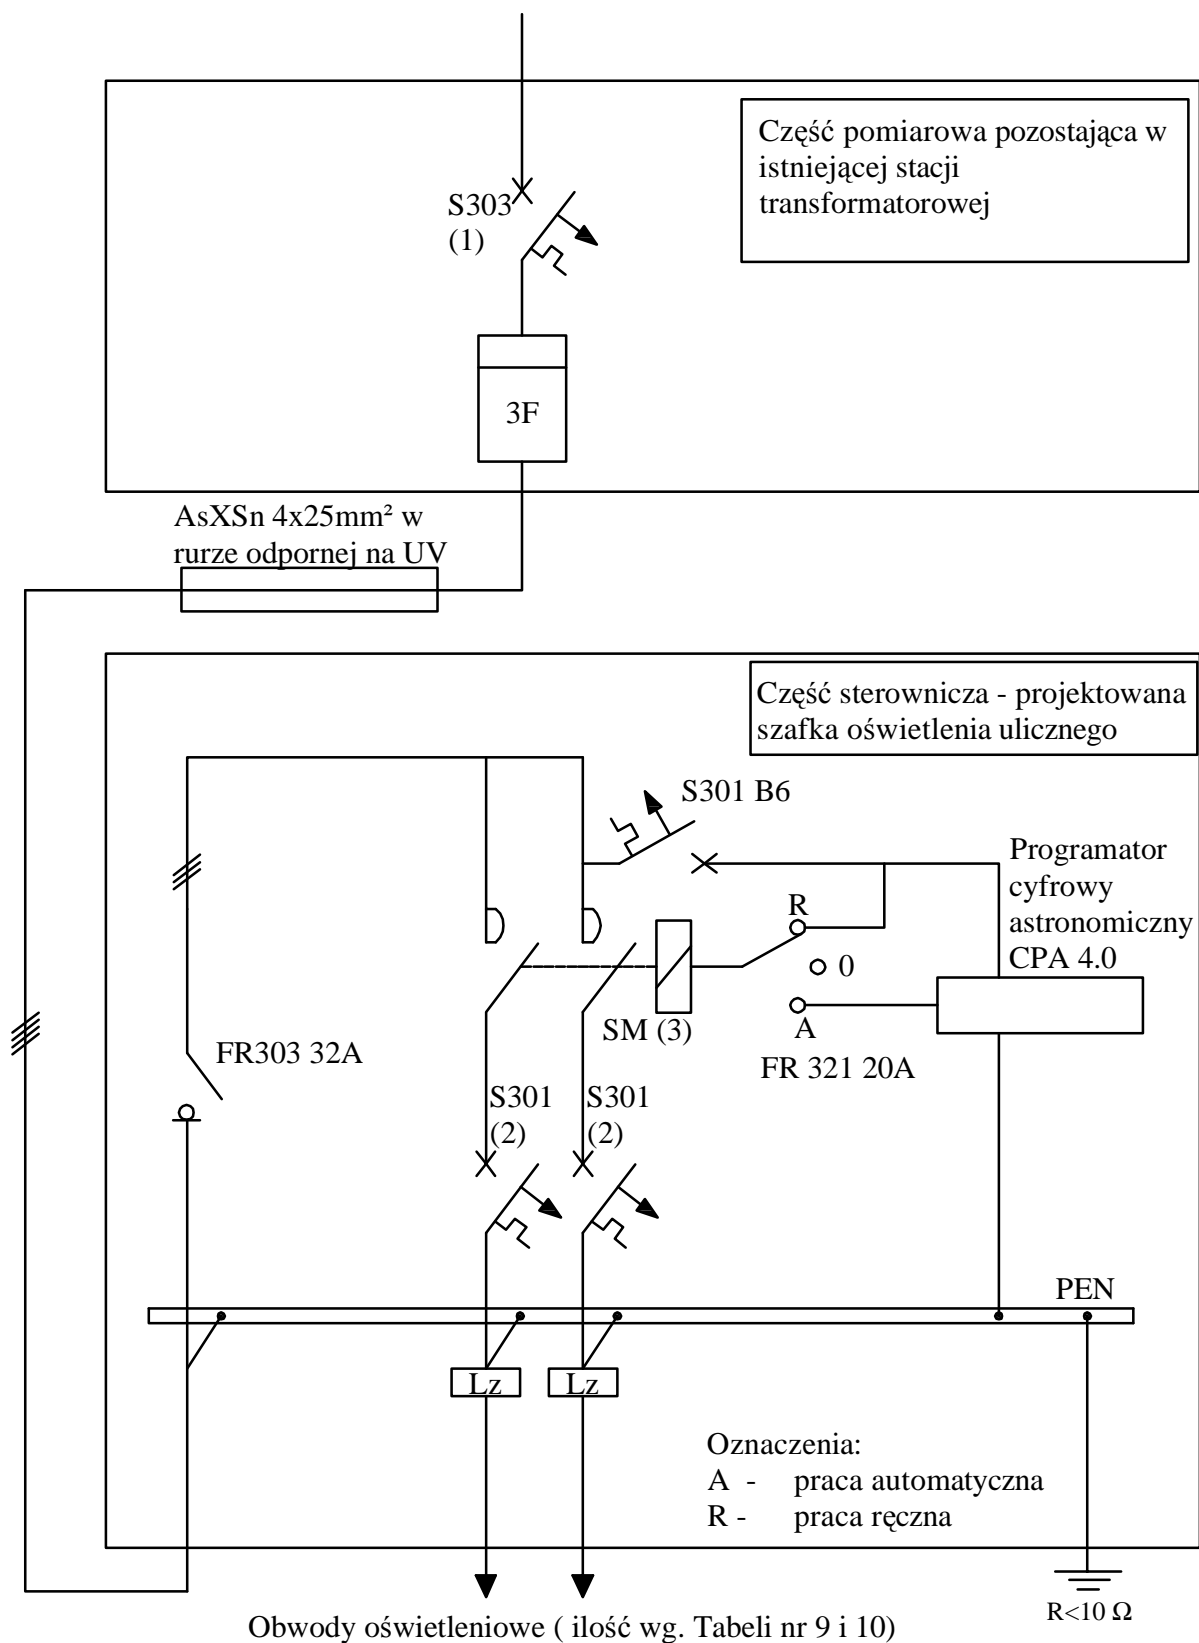 Część pomiarowa pozostająca w
istniejącej stacji
transformatorowej
S303
(1)
3F
AsXSn 4x25mm² w
rurze odpornej na UV
Część sterownicza - projektowana
szafka oświetlenia ulicznego
S301 B6
Programator
cyfrowy
astronomiczny
CPA 4.0
R
0
A
SM (3)
FR 321 20A
FR303 32A
S301
(2)
S301
(2)
PEN
Lz
Lz
Oznaczenia:
A - praca automatyczna
R - praca ręczna
R<10 Ω
Obwody oświetleniowe ( ilość wg. Tabeli nr 9 i 10)